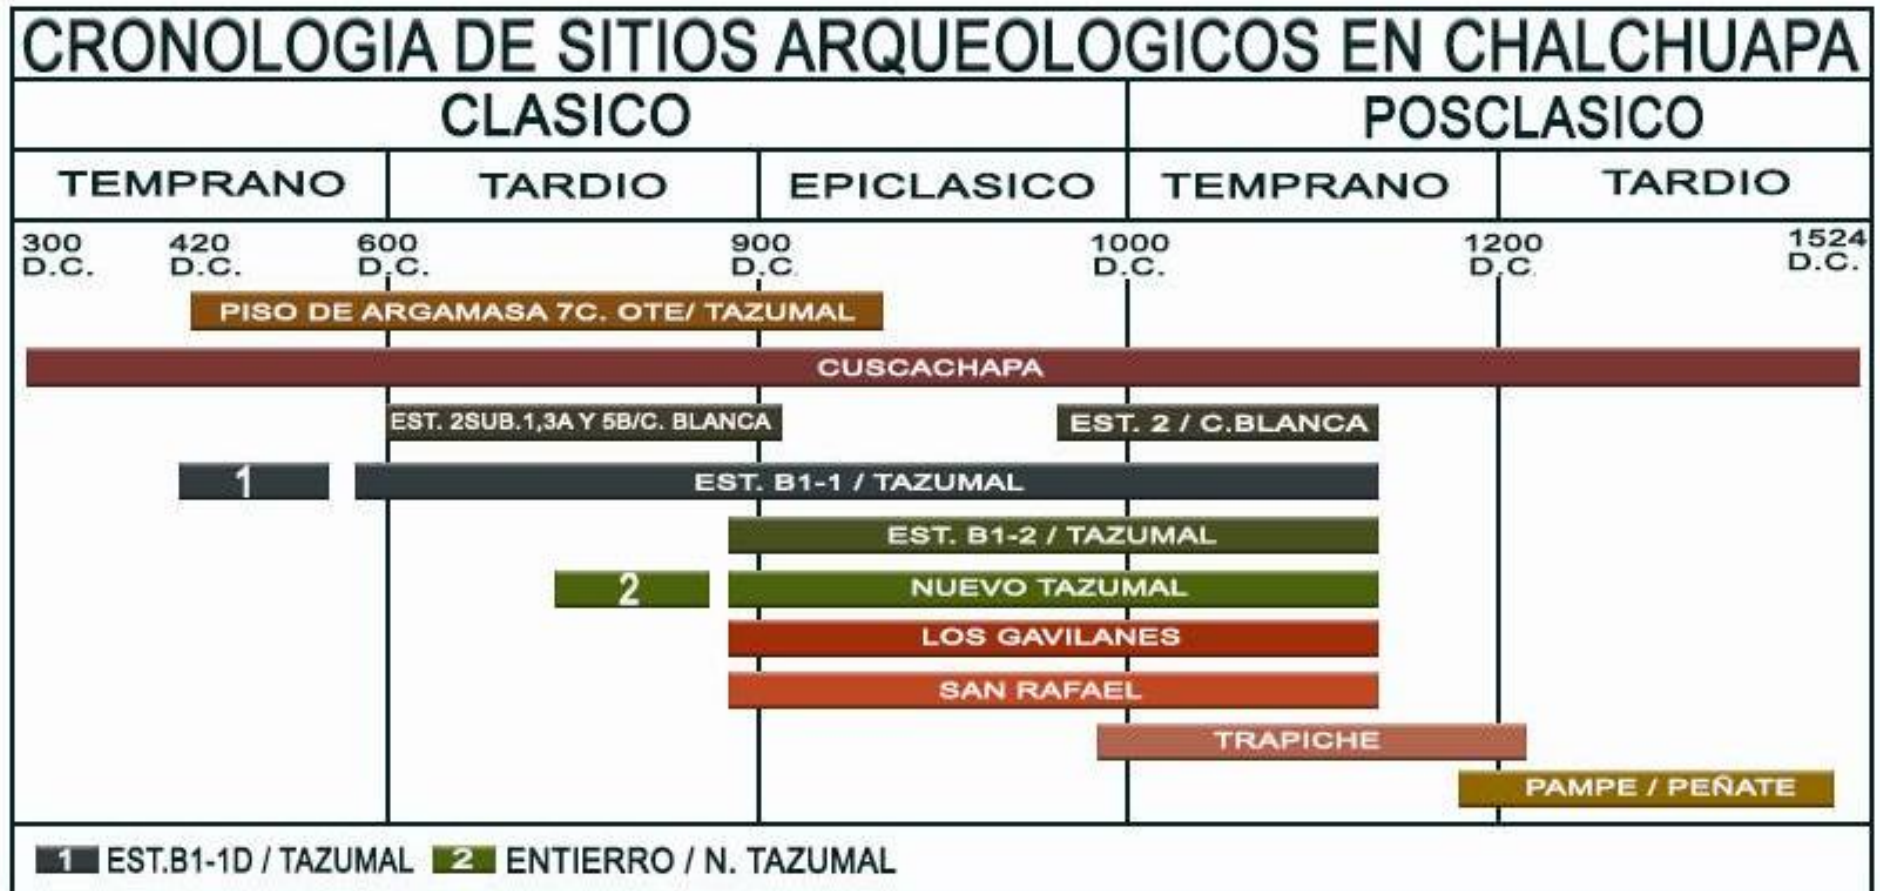 CRONOLOGIA DE SITIOS ARQUEOLOGICOS EN CHALCHUAPA
CLASICO POSCLASICO
TEMPRANO TARDIO EPICLASICO TEMPRANO TARDIO
300 420 600 900 1000 1200 1524
D.C. D.C. D.C. D.C D.C. D.C D.C.
PISO DE ARGAMASA 7C. OTE/ TAZUMAL
CUSCACHAPA
EST. 2SUB.1,3A Y 5B/C. BLANCA EST. 2 / C.BLANCA
1 EST. B1-1 / TAZUMAL
EST. B1-2 / TAZUMAL
2 NUEVO TAZUMAL
LOS GAVILANES
SAN RAFAEL
TRAPICHE
PAMPE / PEÑATE
1 EST.B1-1D / TAZUMAL 2 ENTIERRO / N. TAZUMAL